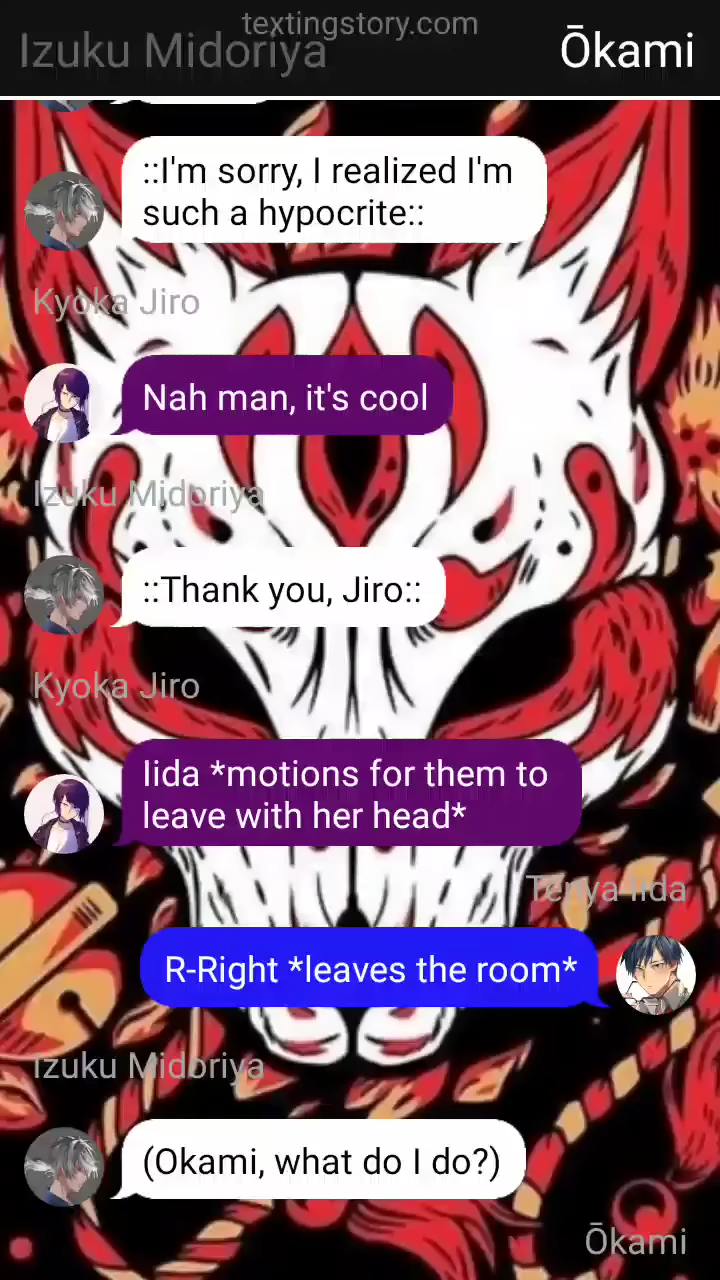 textingstory.com
Izuku Midoriya
Ōkami
::I'm sorry, I realized I'm
such a hypocrite::
Kyoka Jiro
Nah man, it's cool
Izuku Midoriya
::Thank you, Jiro::
Kyoka Jiro
Iida *motions for them to
leave with her head*
Tenya Iida
R-Right *leaves the room*
Izuku Midoriya
(Okami, what do I do?)
Ōkami